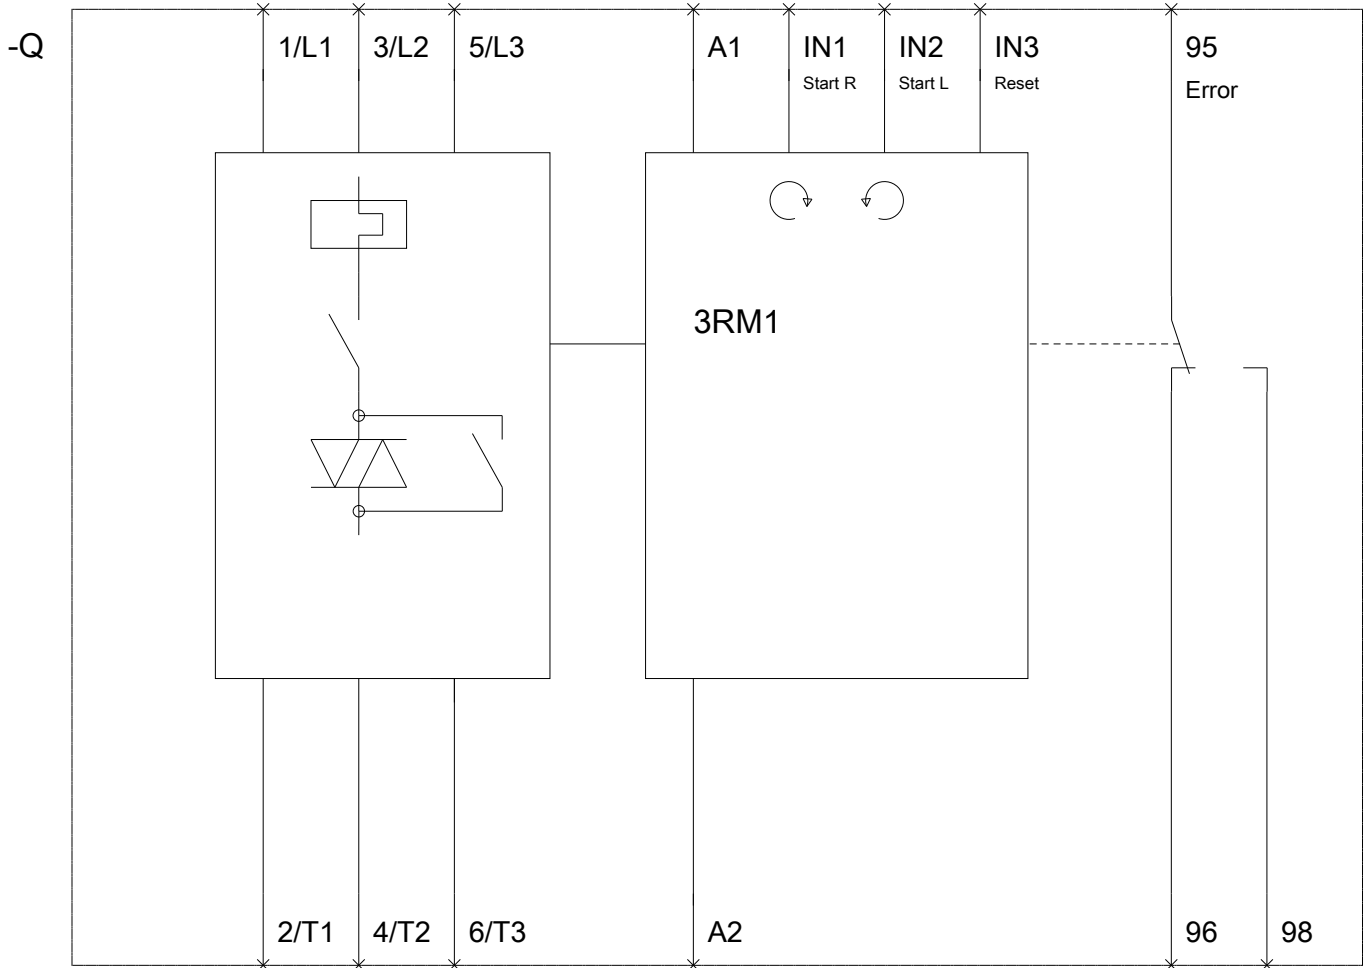 -Q 1/L1 3/L2 5/L3 A1 IN1 IN2 IN3 95
Start R Start L Reset Error
3RM1
2/T1 4/T2 6/T3 A2 96 98